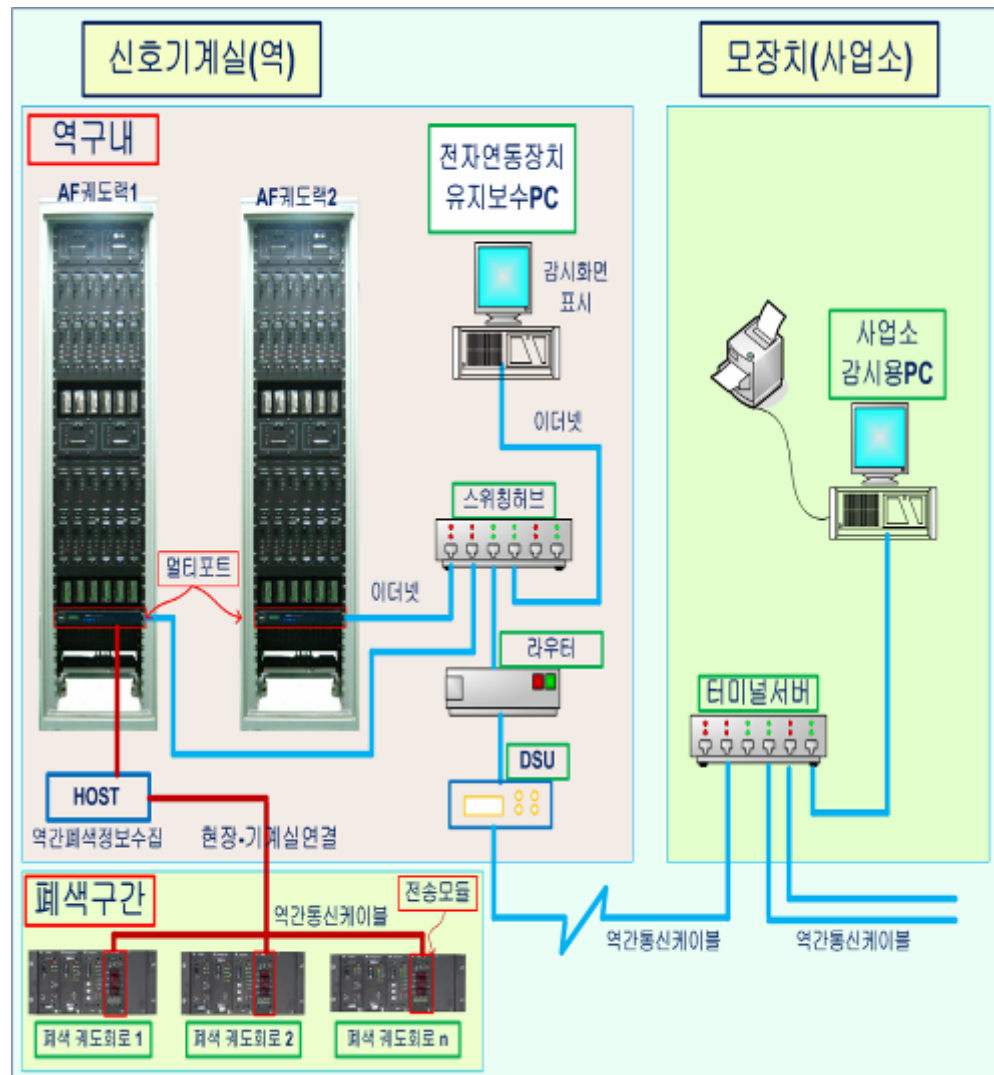 신호기계실(역)
모장치(사업소)
역구내
AF궤도랙1
AF궤도랙2
전자연동장치
유지보수PC
감시화면
표시
사업소
감시용PC
이더넷
스위칭허브
멀티포트
이더넷
라우터
터미널서버
DSU
HOST
역간폐색정보수집
현장•기계실연결
폐색구간
전송모듈
역간통신케이블
역간통신케이블
역간통신케이블
폐색 궤도회로 1
폐색 궤도회로 2
폐색 궤도회로 n